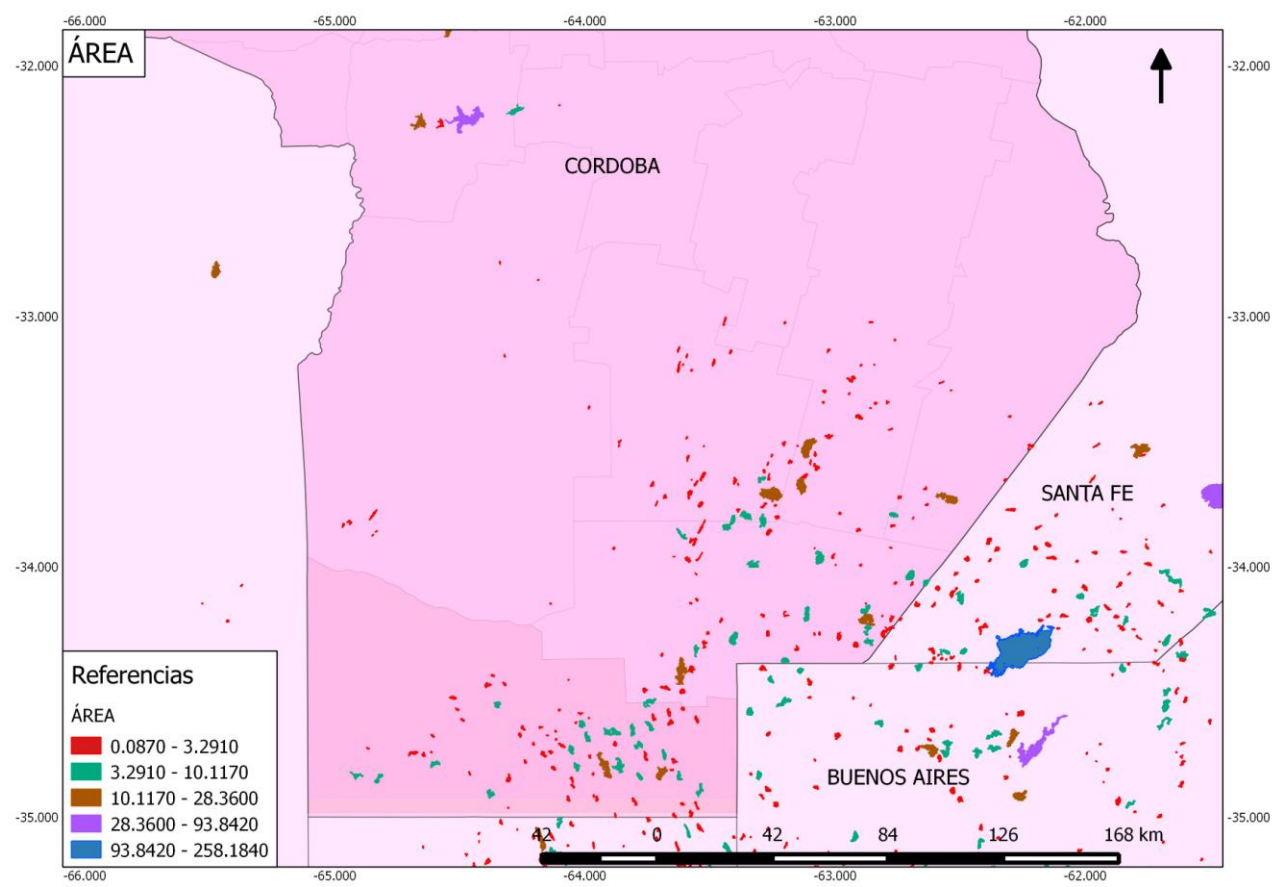 -66.000 -65.000 -64.000 -63.000 -62.000
ÁREA
-32.000 -32.000
CORDOBA
-33.000 -33.000
SANTA FE
-34.000 -34.000
Referencias
ÁREA
0.0870 - 3.2910
3.2910 - 10.1170
10.1170 - 28.3600
28.3600 - 93.8420
93.8420 - 258.1840
BUENOS AIRES
-35.000 -35.000
42 0 42 84 126 168 km
-66.000 -65.000 -64.000 -63.000 -62.000